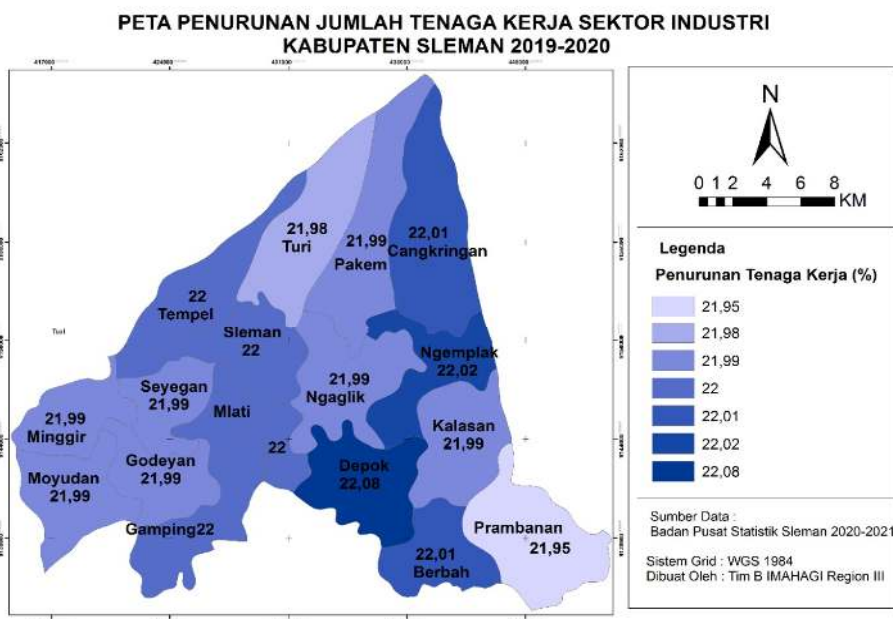 PETA PENURUNAN JUMLAH TENAGA KERJA SEKTOR INDUSTRI
KABUPATEN SLEMAN 2019-2020
21,98
Turi
21,99
Pakem
22,01
Cangkringan
22
Tempel
Sleman
22
Ngemplak
22,02
Seyegan
21,99
Mlati
22
21,99
Ngaglik
21,99
Minggir
Kalasan
21,99
Godeyan
21,99
Moyudan
21,99
Depok
22,08
Gamping22
Prambanan
21,95
22,01
Berbah
N
0 1 2 4 6 8
KM
Legenda
Penurunan Tenaga Kerja (%)
21,95
21,98
21,99
22
22,01
22,02
22,08
Sumber Data :
Badan Pusat Statistik Sleman 2020-2021
Sistem Grid : WGS 1984
Dibuat Oleh : Tim B IMAHAGI Region III